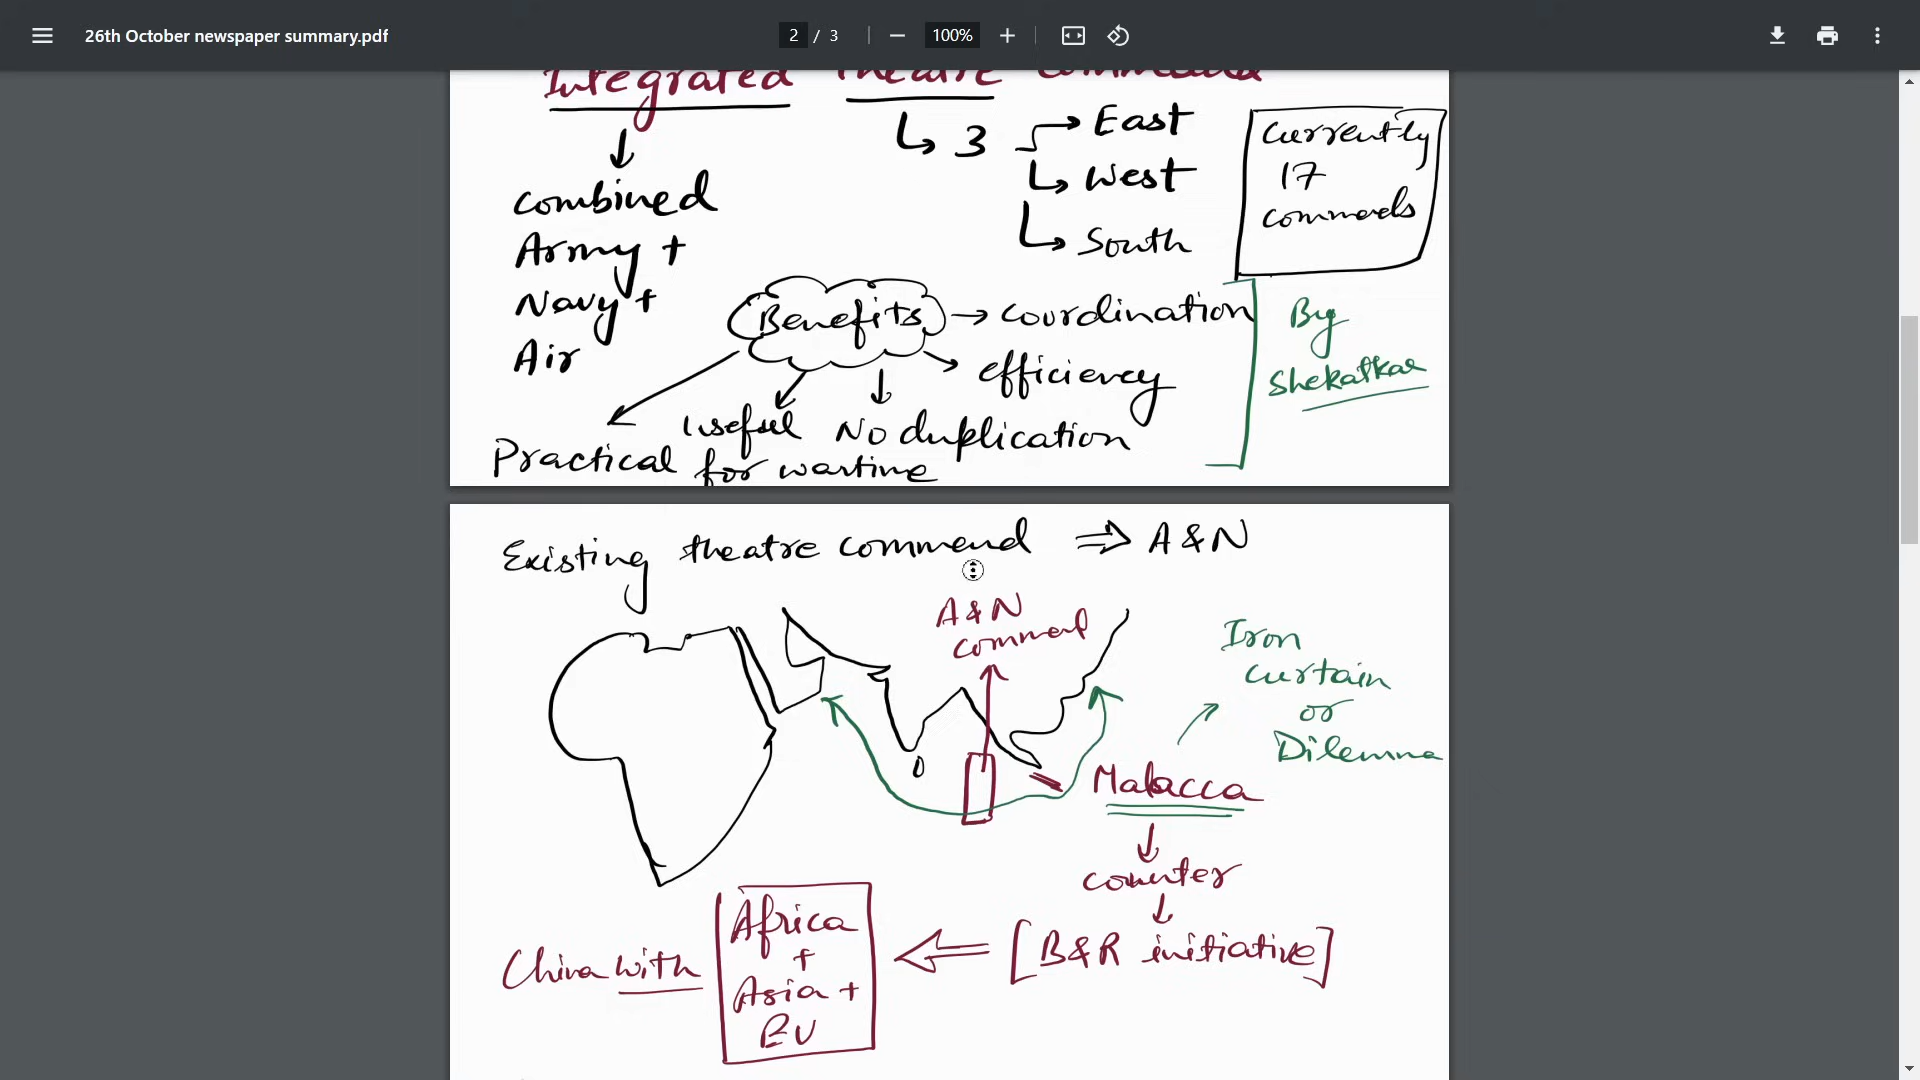 26th October newspaper summary.pdf
2 / 3
100%
Integrated Theatre Command
3
East
West
South
Currently
17
commands
combined
Army +
Navy +
Air
Benefits
coordination
efficiency
No duplication
Useful
for wartime
Practical
By
Shekatkar
Existing theatre command ⇒ A & N
A & N
command
Iron
Curtain
or
Dilemma
Malacca
counter
[B&R initiative]
China with
Africa
+
Asia +
EU